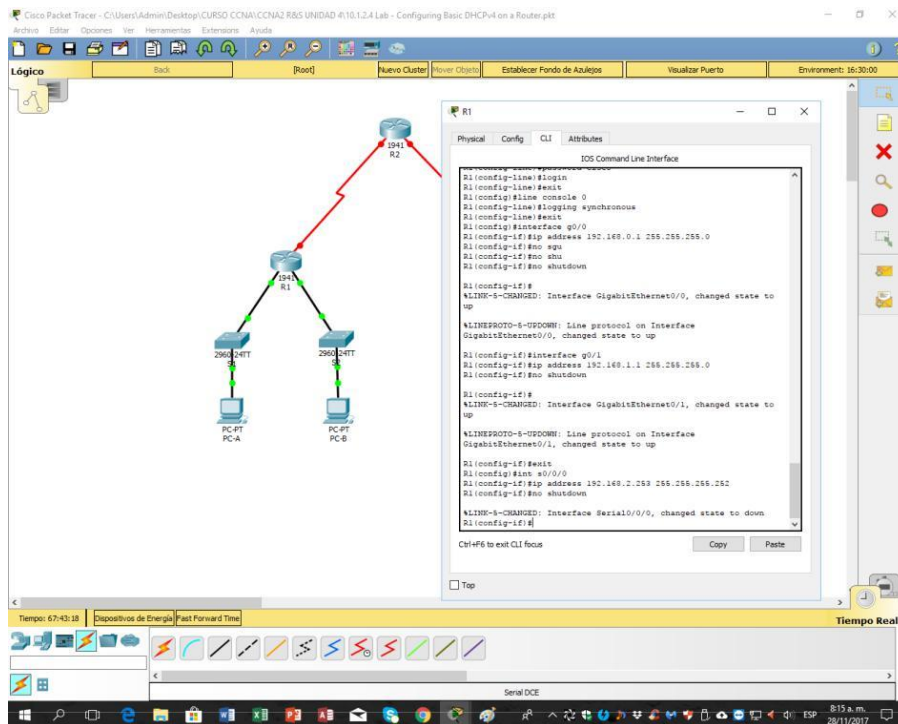 Cisco Packet Tracer - C:\Users\Admin\Desktop\CURSO CCNA\CCNA2 R&S UNIDAD 4\10.1.2.4 Lab - Configuring Basic DHCPv4 on a Router.pkt
Archivo Editar Opciones Ver Herramientas Extensions Ayuda
Lógico
Back
[Root]
Nuevo Cluster
Mover Objeto
Establecer Fondo de Azulejos
Visualizar Puerto
Environment: 16:30:00
1941
R2
1941
R1
2960-24TT
S1
2960-24TT
S2
PC-PT
PC-A
PC-PT
PC-B
R1
Physical Config CLI Attributes
IOS Command Line Interface
R1(config-line)#login
R1(config-line)#exit
R1(config)#line console 0
R1(config-line)#logging synchronous
R1(config-line)#exit
R1(config)#interface g0/0
R1(config-if)#ip address 192.168.0.1 255.255.255.0
R1(config-if)#no sgu
R1(config-if)#no shu
R1(config-if)#no shutdown
R1(config-if)#
%LINK-5-CHANGED: Interface GigabitEthernet0/0, changed state to
up
%LINEPROTO-5-UPDOWN: Line protocol on Interface
GigabitEthernet0/0, changed state to up
R1(config-if)#interface g0/1
R1(config-if)#ip address 192.168.1.1 255.255.255.0
R1(config-if)#no shutdown
R1(config-if)#
%LINK-5-CHANGED: Interface GigabitEthernet0/1, changed state to
up
%LINEPROTO-5-UPDOWN: Line protocol on Interface
GigabitEthernet0/1, changed state to up
R1(config-if)#exit
R1(config)#int s0/0/0
R1(config-if)#ip address 192.168.2.253 255.255.255.252
R1(config-if)#no shutdown
%LINK-5-CHANGED: Interface Serial0/0/0, changed state to down
R1(config-if)#
Ctrl+F6 to exit CLI focus
Copy
Paste
Top
Tiempo: 67:43:18
Dispositivos de Energía
Fast Forward Time
Tiempo Real
Serial DCE
ESP
8:15 a. m.
28/11/2017